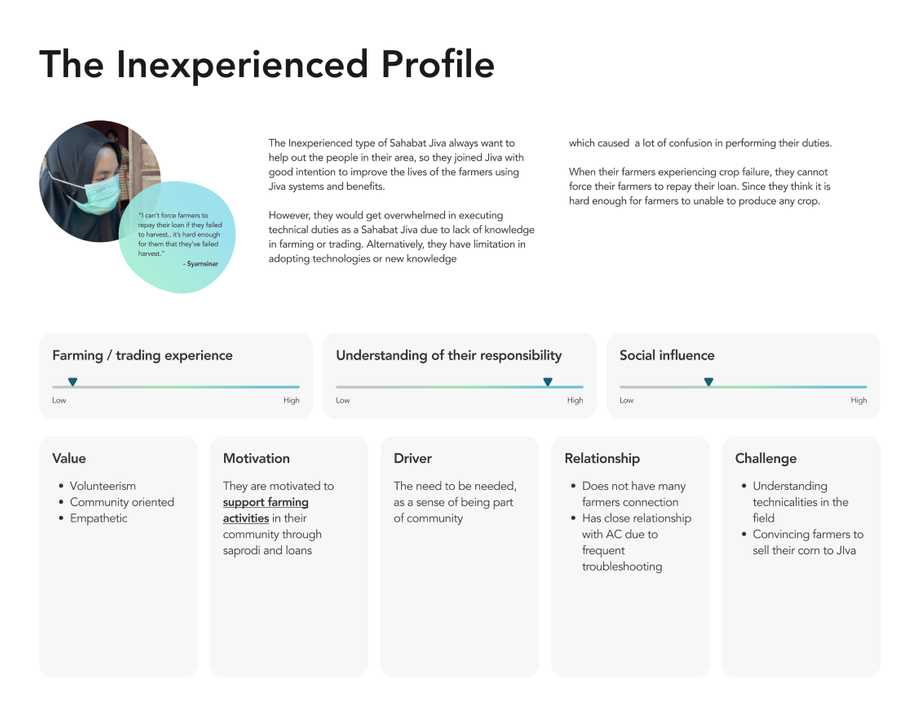 The Inexperienced Profile
“I can’t force farmers to
repay their loan if they failed
to harvest., it’s hard enough
for them that they’ve failed
harvest.”
- Syamsinar
The Inexperienced type of Sahabat Jiva always want to
help out the people in their area, so they joined Jiva with
good intention to improve the lives of the farmers using
Jiva systems and benefits.
However, they would get overwhelmed in executing
technical duties as a Sahabat Jiva due to lack of knowledge
in farming or trading. Alternatively, they have limitation in
adopting technologies or new knowledge
which caused  a lot of confusion in performing their duties.
When their farmers experiencing crop failure, they cannot
force their farmers to repay their loan. Since they think it is
hard enough for farmers to unable to produce any crop.
Farming / trading experience
Low
High
Understanding of their responsibility
Low
High
Social influence
Low
High
Value
• Volunteerism
• Community oriented
• Empathetic
Motivation
They are motivated to
support farming
activities in their
community through
saprodi and loans
Driver
The need to be needed,
as a sense of being part
of community
Relationship
• Does not have many
farmers connection
• Has close relationship
with AC due to
frequent
troubleshooting
Challenge
• Understanding
technicalities in the
field
• Convincing farmers to
sell their corn to JIva